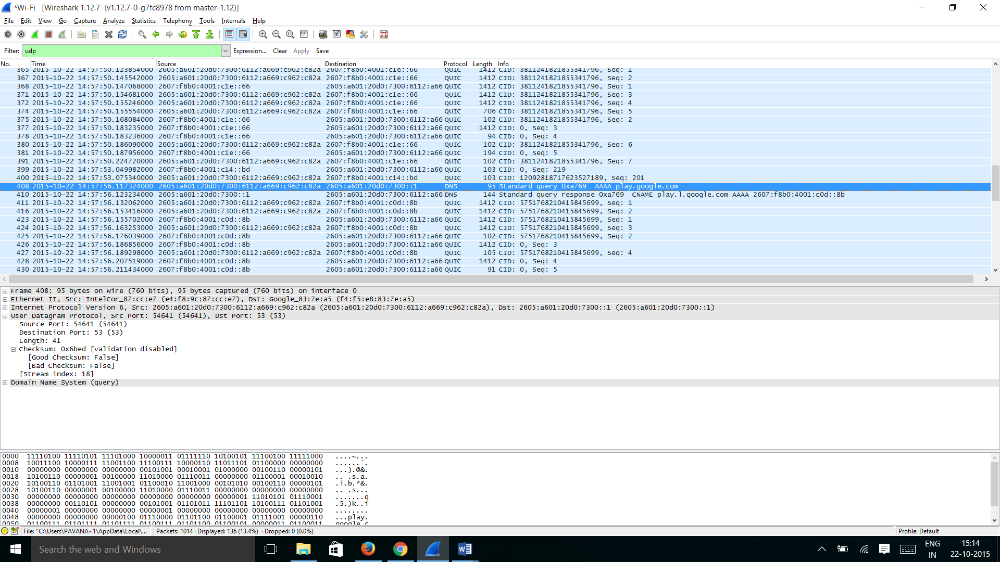 *Wi-Fi [Wireshark 1.12.7 (v1.12.7-0-g7fc8978 from master-1.12)]
File Edit View Go Capture Analyze Statistics Telephony Tools Internals Help
Filter: udp Expression... Clear Apply Save
No. Time Source Destination Protocol Length Info
365 2015-10-22 14:57:50.123854000 2605:a601:20d0:7300:6112:a669:c962:c82a 2607:f8b0:4001:c1e::66 QUIC 1412 CID: 3811241821855341796, Seq: 1
367 2015-10-22 14:57:50.145542000 2605:a601:20d0:7300:6112:a669:c962:c82a 2607:f8b0:4001:c1e::66 QUIC 1412 CID: 3811241821855341796, Seq: 2
368 2015-10-22 14:57:50.147068000 2607:f8b0:4001:c1e::66 2605:a601:20d0:7300:6112:a66 QUIC 1412 CID: 3811241821855341796, Seq: 1
371 2015-10-22 14:57:50.154681000 2605:a601:20d0:7300:6112:a669:c962:c82a 2607:f8b0:4001:c1e::66 QUIC 1412 CID: 3811241821855341796, Seq: 3
372 2015-10-22 14:57:50.155246000 2605:a601:20d0:7300:6112:a669:c962:c82a 2607:f8b0:4001:c1e::66 QUIC 1412 CID: 3811241821855341796, Seq: 4
374 2015-10-22 14:57:50.155554000 2605:a601:20d0:7300:6112:a669:c962:c82a 2607:f8b0:4001:c1e::66 QUIC 706 CID: 3811241821855341796, Seq: 5
375 2015-10-22 14:57:50.168084000 2607:f8b0:4001:c1e::66 2605:a601:20d0:7300:6112:a66 QUIC 102 CID: 3811241821855341796, Seq: 2
377 2015-10-22 14:57:50.183235000 2607:f8b0:4001:c1e::66 2605:a601:20d0:7300:6112:a66 QUIC 1412 CID: 0, Seq: 3
378 2015-10-22 14:57:50.183236000 2607:f8b0:4001:c1e::66 2605:a601:20d0:7300:6112:a66 QUIC 94 CID: 0, Seq: 4
380 2015-10-22 14:57:50.186090000 2605:a601:20d0:7300:6112:a669:c962:c82a 2607:f8b0:4001:c1e::66 QUIC 102 CID: 3811241821855341796, Seq: 6
381 2015-10-22 14:57:50.187956000 2607:f8b0:4001:c1e::66 2605:a601:20d0:7300:6112:a66 QUIC 194 CID: 0, Seq: 5
391 2015-10-22 14:57:50.224720000 2605:a601:20d0:7300:6112:a669:c962:c82a 2607:f8b0:4001:c1e::66 QUIC 102 CID: 3811241821855341796, Seq: 7
399 2015-10-22 14:57:53.049982000 2607:f8b0:4001:c14::bd 2605:a601:20d0:7300:6112:a66 QUIC 103 CID: 0, Seq: 219
400 2015-10-22 14:57:53.075340000 2605:a601:20d0:7300:6112:a669:c962:c82a 2607:f8b0:4001:c14::bd QUIC 103 CID: 12092818717623527189, Seq: 201
408 2015-10-22 14:57:56.117324000 2605:a601:20d0:7300:6112:a669:c962:c82a 2605:a601:20d0:7300::1 DNS 95 Standard query 0xa769 AAAA play.google.com
410 2015-10-22 14:57:56.123234000 2605:a601:20d0:7300::1 2605:a601:20d0:7300:6112:a66 DNS 144 Standard query response 0xa769 CNAME play.l.google.com AAAA 2607:f8b0:4001:c0d::8b
411 2015-10-22 14:57:56.132062000 2605:a601:20d0:7300:6112:a669:c962:c82a 2607:f8b0:4001:c0d::8b QUIC 1412 CID: 5751768210415845699, Seq: 1
416 2015-10-22 14:57:56.153416000 2605:a601:20d0:7300:6112:a669:c962:c82a 2607:f8b0:4001:c0d::8b QUIC 1412 CID: 5751768210415845699, Seq: 2
423 2015-10-22 14:57:56.155702000 2607:f8b0:4001:c0d::8b 2605:a601:20d0:7300:6112:a66 QUIC 1412 CID: 5751768210415845699, Seq: 1
424 2015-10-22 14:57:56.163253000 2605:a601:20d0:7300:6112:a669:c962:c82a 2607:f8b0:4001:c0d::8b QUIC 1412 CID: 5751768210415845699, Seq: 3
425 2015-10-22 14:57:56.176039000 2607:f8b0:4001:c0d::8b 2605:a601:20d0:7300:6112:a66 QUIC 102 CID: 5751768210415845699, Seq: 2
426 2015-10-22 14:57:56.186856000 2607:f8b0:4001:c0d::8b 2605:a601:20d0:7300:6112:a66 QUIC 1412 CID: 0, Seq: 3
427 2015-10-22 14:57:56.189298000 2605:a601:20d0:7300:6112:a669:c962:c82a 2607:f8b0:4001:c0d::8b QUIC 105 CID: 5751768210415845699, Seq: 4
428 2015-10-22 14:57:56.207519000 2607:f8b0:4001:c0d::8b 2605:a601:20d0:7300:6112:a66 QUIC 1412 CID: 0, Seq: 4
430 2015-10-22 14:57:56.211434000 2607:f8b0:4001:c0d::8b 2605:a601:20d0:7300:6112:a66 QUIC 91 CID: 0, Seq: 5
Frame 408: 95 bytes on wire (760 bits), 95 bytes captured (760 bits) on interface 0
Ethernet II, Src: IntelCor_87:cc:e7 (e4:f8:9c:87:cc:e7), Dst: Google_83:7e:a5 (f4:f5:e8:83:7e:a5)
Internet Protocol Version 6, Src: 2605:a601:20d0:7300:6112:a669:c962:c82a (2605:a601:20d0:7300:6112:a669:c962:c82a), Dst: 2605:a601:20d0:7300::1 (2605:a601:20d0:7300::1)
User Datagram Protocol, Src Port: 54641 (54641), Dst Port: 53 (53)
Source Port: 54641 (54641)
Destination Port: 53 (53)
Length: 41
Checksum: 0x6bed [validation disabled]
[Good Checksum: False]
[Bad Checksum: False]
[Stream index: 18]
Domain Name System (query)
0000 11110100 11110101 11101000 10000011 01111110 10100101 11100100 11111000 ....~...
0008 10011100 10000111 11001100 11100111 10000110 11011101 01100000 00000000 ......`.
0010 00000000 00000000 00000000 00101001 00010001 01000000 00100110 00000101 ...).@&.
0018 10100110 00000001 00100000 11010000 01110011 00000000 01100001 00010010 .. .s.a.
0020 10100110 01101001 11001001 01100010 11001000 00101010 00100110 00000101 .i.b.*&.
0028 10100110 00000001 00100000 11010000 01110011 00000000 00000000 00000000 .. .s...
0030 00000000 00000000 00000000 00000000 00000000 00000001 11010101 01110001 .......q
0038 00000000 00110101 00000000 00101001 01101011 11101101 10100111 01101001 .5.)k..i
0040 00000001 00000000 00000000 00000001 00000000 00000000 00000000 00000000 ........
0048 00000000 00000000 00000100 01110000 01101100 01100001 01111001 00000110 ...play.
0050 01100111 01101111 01101111 01100111 01101100 01100101 00000011 01100011 google.c
File: "C:\Users\PAVANA~1\AppData\Local\... Packets: 1014 · Displayed: 136 (13.4%) · Dropped: 0 (0.0%) Profile: Default
Search the web and Windows
ENG
IN
15:14
22-10-2015